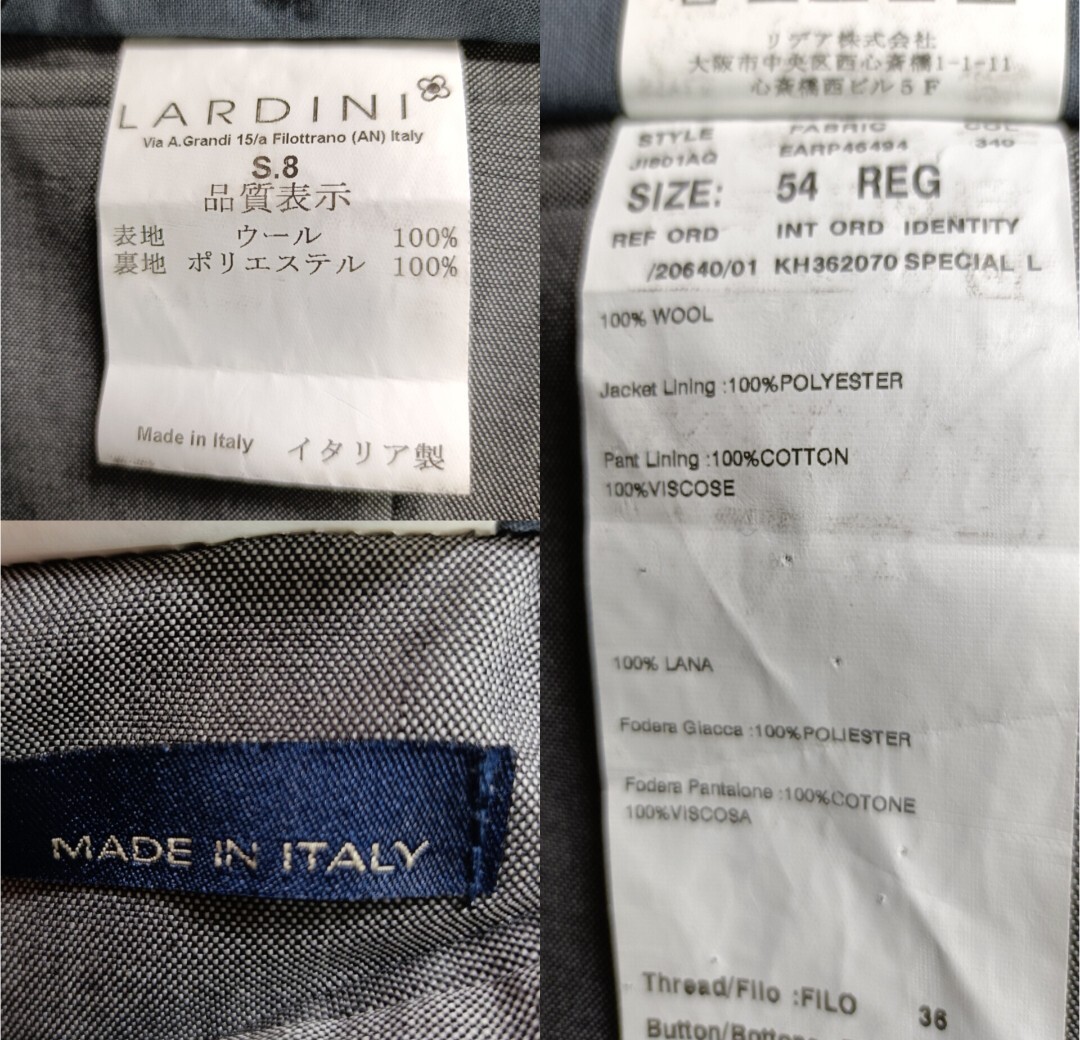 LARDINI
Via A.Grandi 15/a Filottrano (AN) Italy
S.8
品質表示
表地 ウール 100%
裏地 ポリエステル 100%
Made in Italy イタリア製
MADE IN ITALY
リデア株式会社
大阪市中央区西心斎橋1-1-11
心斎橋西ビル5F
STYLE FABRIC COL
EARP46494 340
SIZE: 54 REG
REF ORD INT ORD IDENTITY
/20640/01 KH362070 SPECIAL L
100% WOOL
Jacket Lining :100%POLYESTER
Pant Lining :100%COTTON
100%VISCOSE
100% LANA
Fodera Giacca :100%POLIESTER
Fodera Pantalone :100%COTONE
100%VISCOSA
Thread/Filo :FILO 36